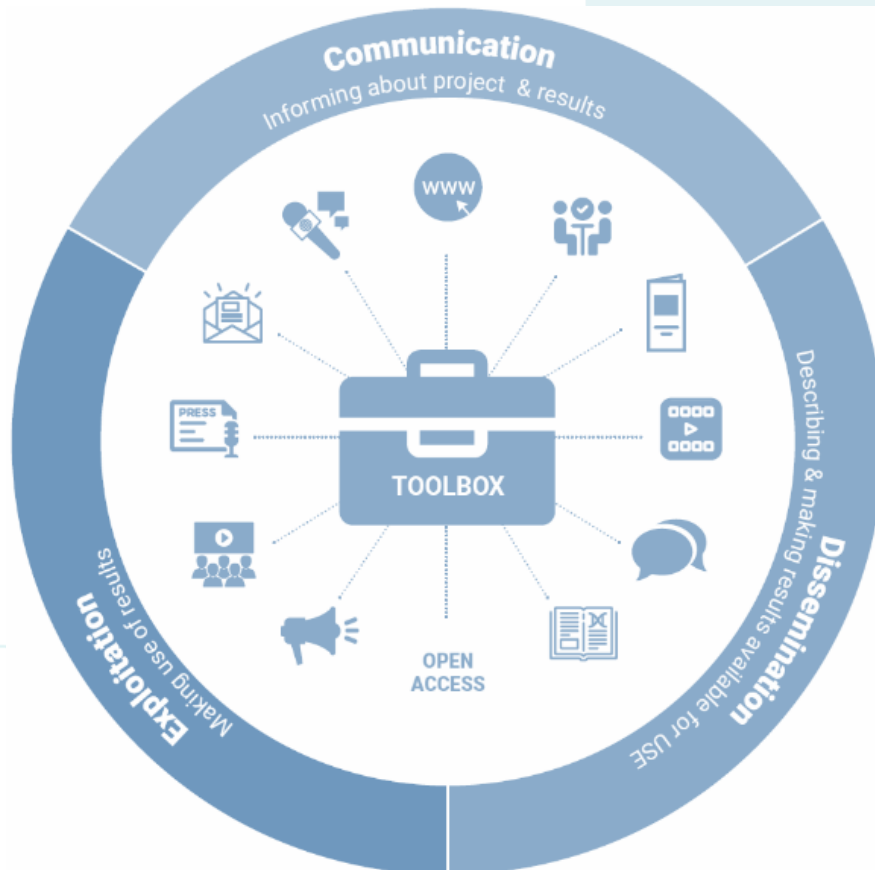 Communication
Informing about project & results
www
PRESS
TOOLBOX
OPEN
ACCESS
Describing & making results available for USE
Dissemination
Exploitation
Making use of results